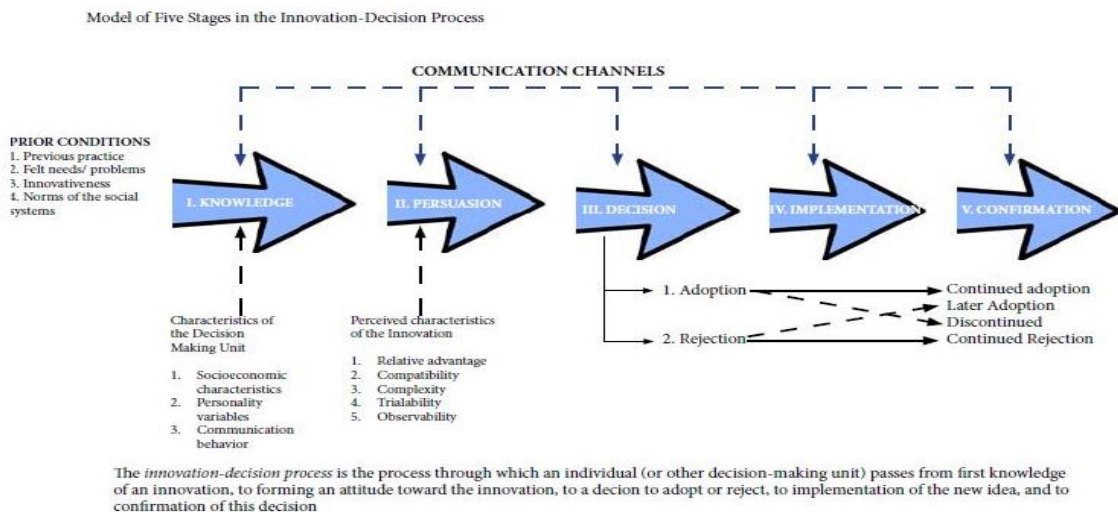 Model of Five Stages in the Innovation-Decision Process
COMMUNICATION CHANNELS
PRIOR CONDITIONS
1. Previous practice
2. Felt needs/ problems
3. Innovativeness
4. Norms of the social
systems
I. KNOWLEDGE
II. PERSUASION
III. DECISION
IV. IMPLEMENTATION
V. CONFIRMATION
Characteristics of
the Decision
Making Unit
1. Socioeconomic
characteristics
2. Personality
variables
3. Communication
behavior
Perceived characteristics
of the Innovation
1. Relative advantage
2. Compatibility
3. Complexity
4. Trialability
5. Observability
1. Adoption
2. Rejection
Continued adoption
Later Adoption
Discontinued
Continued Rejection
The innovation-decision process is the process through which an individual (or other decision-making unit) passes from first knowledge
of an innovation, to forming an attitude toward the innovation, to a decion to adopt or reject, to implementation of the new idea, and to
confirmation of this decision